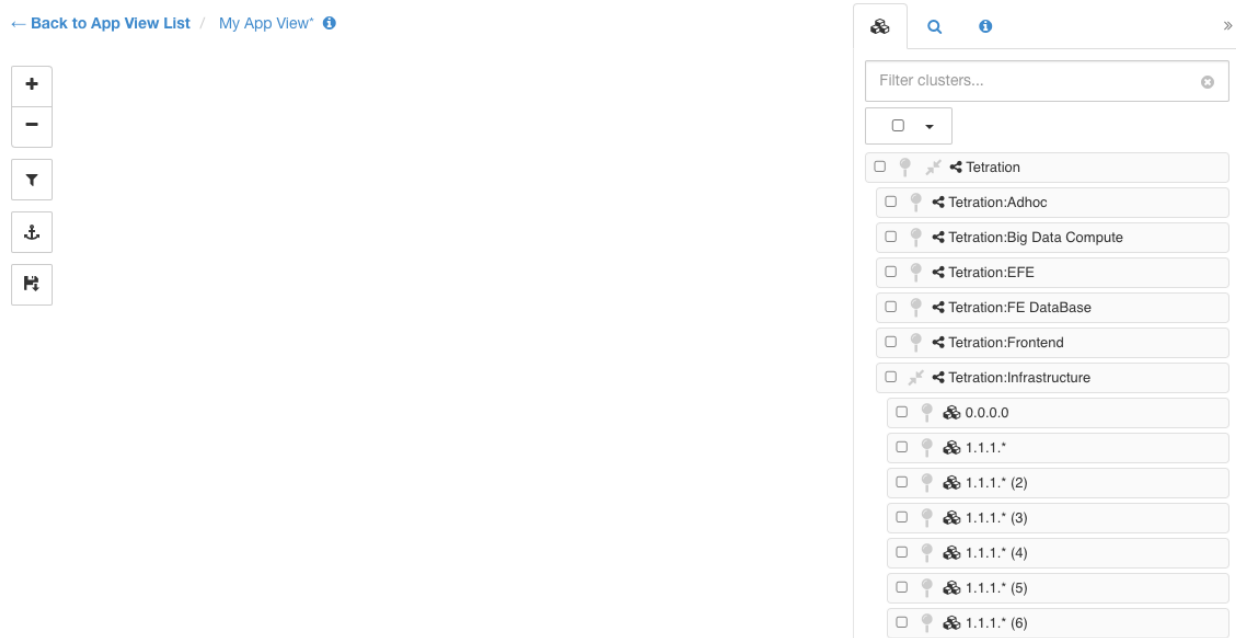 ← Back to App View List / My App View*
Filter clusters...
Tetration
Tetration:Adhoc
Tetration:Big Data Compute
Tetration:EFE
Tetration:FE DataBase
Tetration:Frontend
Tetration:Infrastructure
0.0.0.0
1.1.1.*
1.1.1.* (2)
1.1.1.* (3)
1.1.1.* (4)
1.1.1.* (5)
1.1.1.* (6)